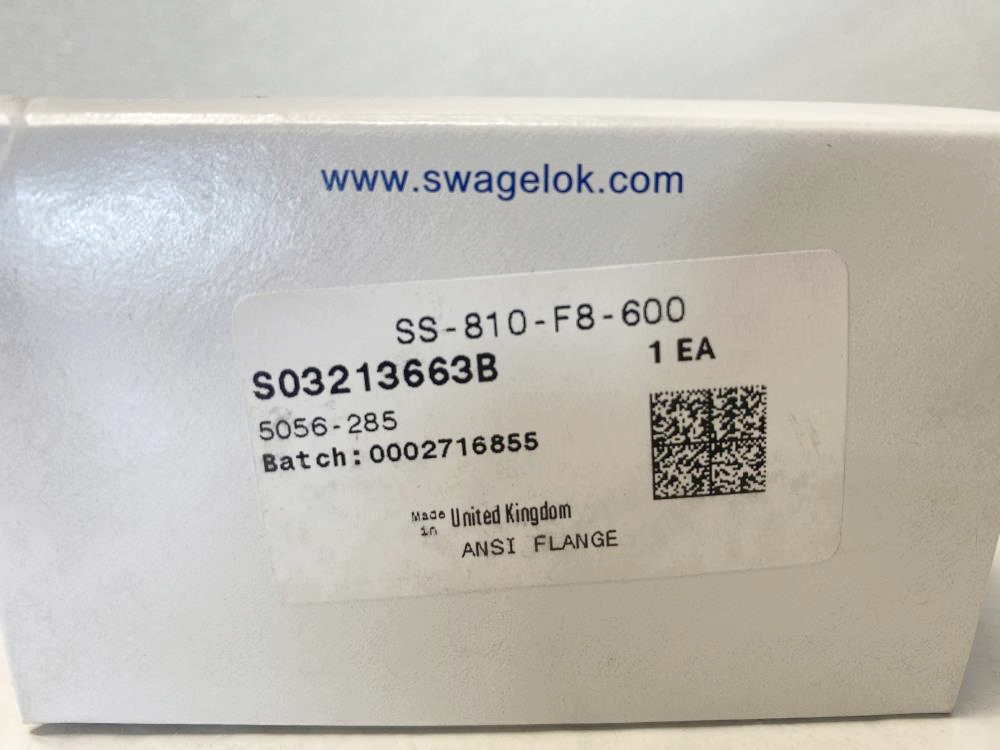 www.swagelok.com
SS-810-F8-600
S03213663B 1 EA
5056-285
Batch:0002716855
Made in United Kingdom
ANSI FLANGE